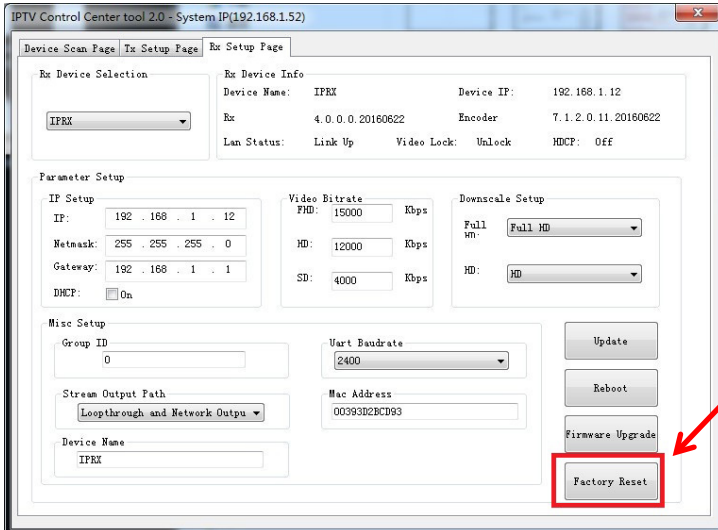 IPTV Control Center tool 2.0 - System IP(192.168.1.52)
Device Scan Page Tx Setup Page Rx Setup Page
Rx Device Selection
IPRX
Rx Device Info
Device Name: IPRX Device IP: 192.168.1.12
Rx 4.0.0.0.20160622 Encoder 7.1.2.0.11.20160622
Lan Status: Link Up Video Lock: Unlock HDCP: Off
Parameter Setup
IP Setup
IP: 192 . 168 . 1 . 12
Netmask: 255 . 255 . 255 . 0
Gateway: 192 . 168 . 1 . 1
DHCP: On
Video Bitrate
FHD: 15000 Kbps
HD: 12000 Kbps
SD: 4000 Kbps
Downscale Setup
Full Full HD
HD: HD
Misc Setup
Group ID
0
Uart Baudrate
2400
Stream Output Path
Loopthrough and Network Outpu
Mac Address
00393D2BCD93
Device Name
IPRX
Update
Reboot
Firmware Upgrade
Factory Reset